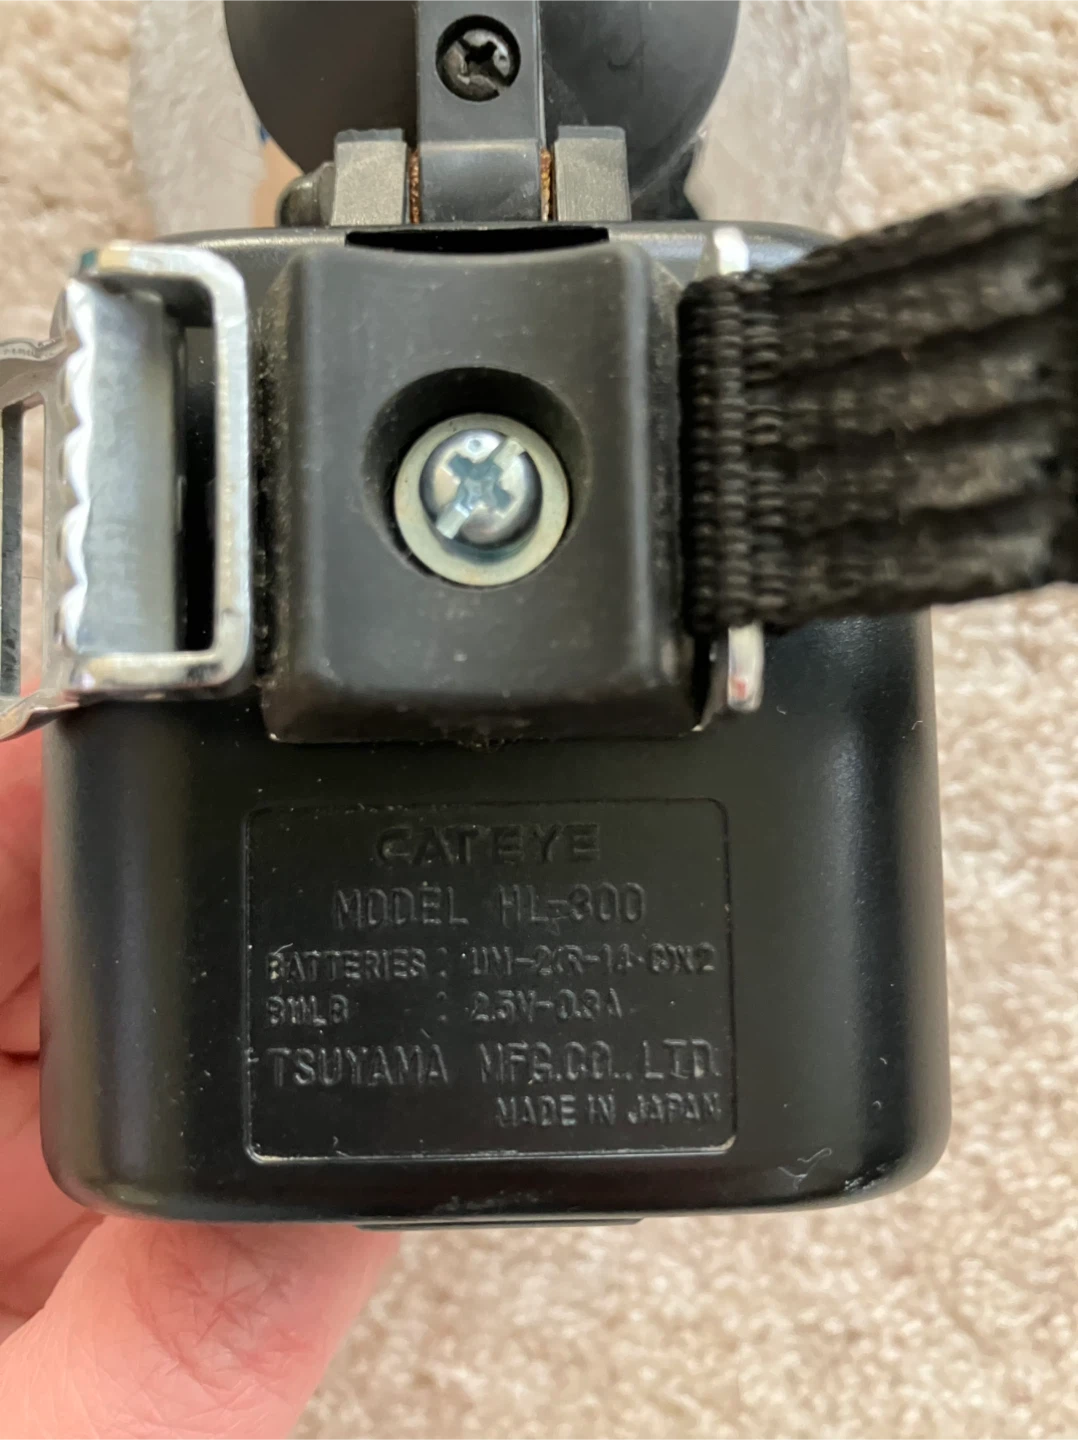 CATEYE
MODEL HL-300
BATTERIES : UM-2(R-14·C)X2
BULB : 2.5V-0.3A
TSUYAMA MFG.CO.,LTD.
MADE IN JAPAN